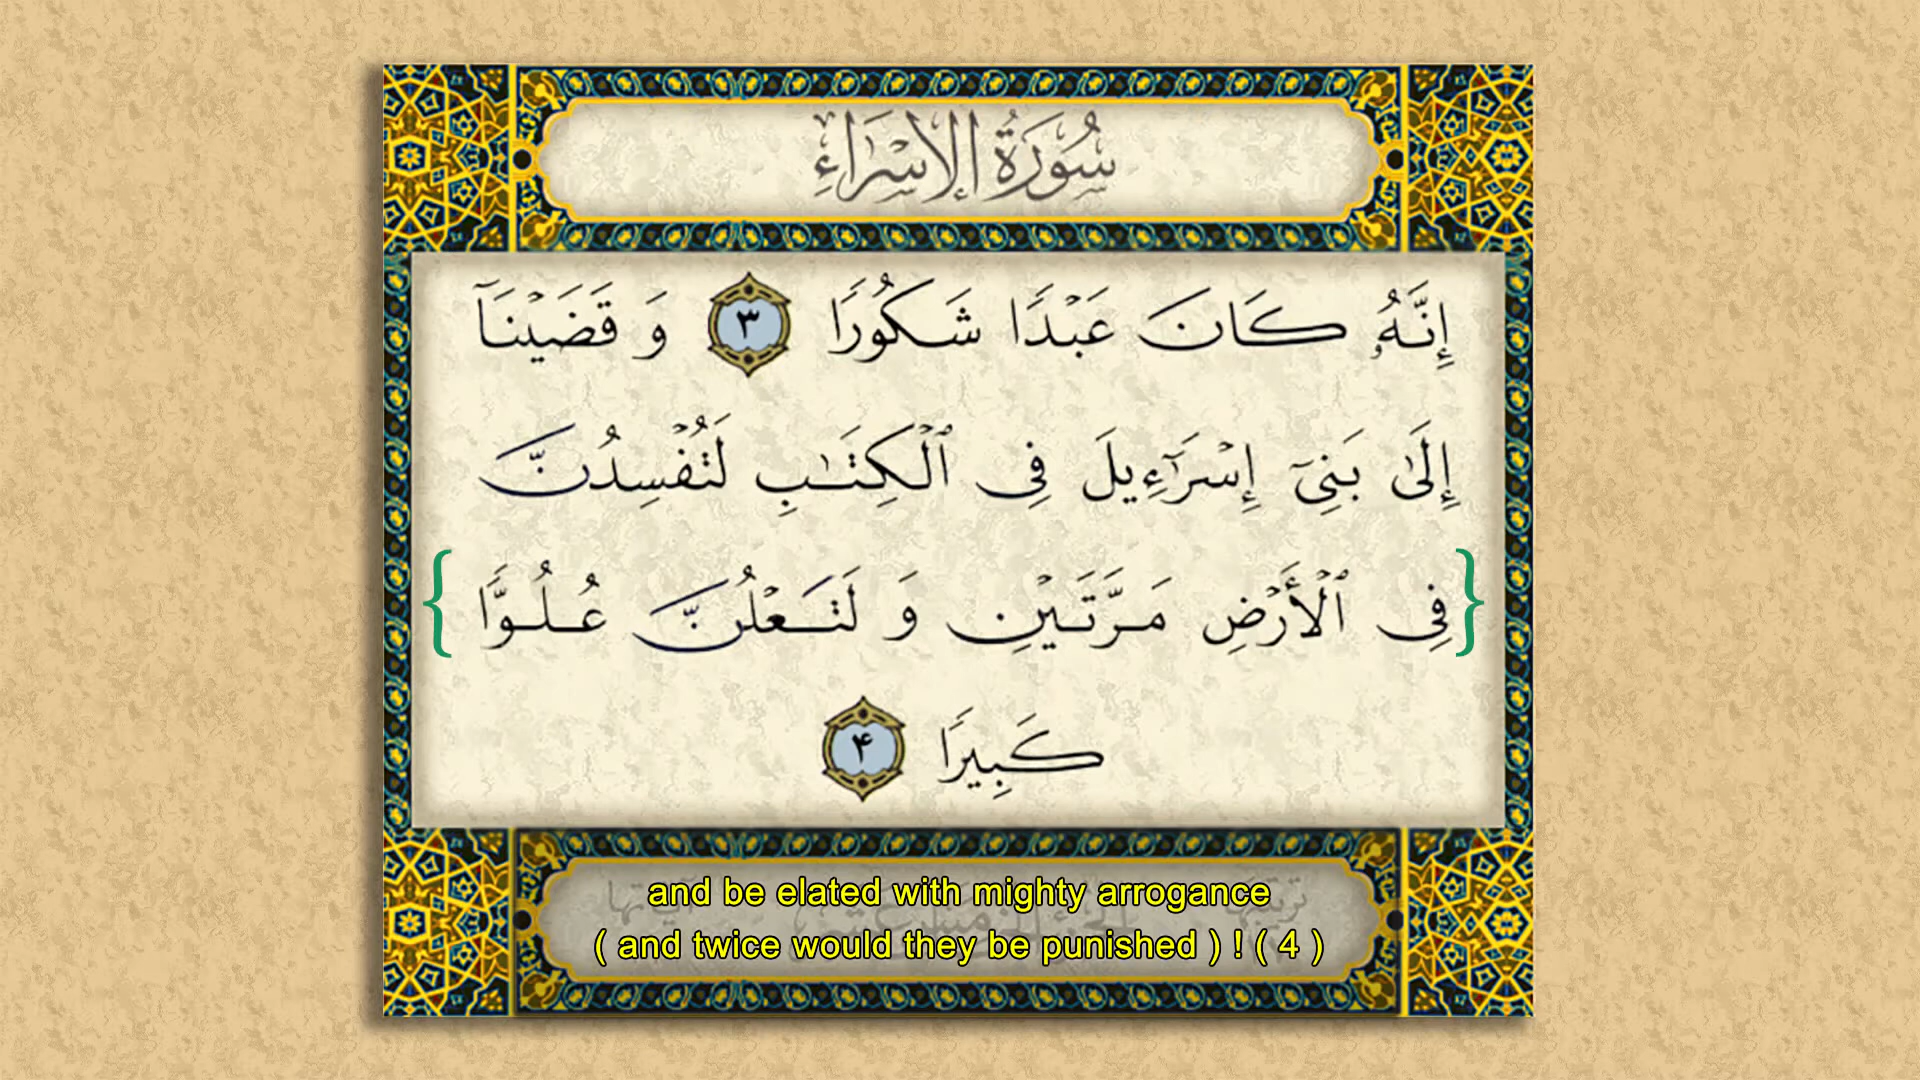 سُورَةُ الإِسْرَاءِ
إِنَّهُۥ كَانَ عَبْدًا شَكُورًا ٣ وَ قَضَيْنَآ
إِلَىٰ بَنِىٓ إِسْرَٰٓءِيلَ فِى ٱلْكِتَـٰبِ لَتُفْسِدُنَّ
{ فِى ٱلْأَرْضِ مَرَّتَيْنِ وَ لَتَعْلُنَّ عُلُوًّا }
كَبِيرًا ۴
and be elated with mighty arrogance
( and twice would they be punished ) ! ( 4 )